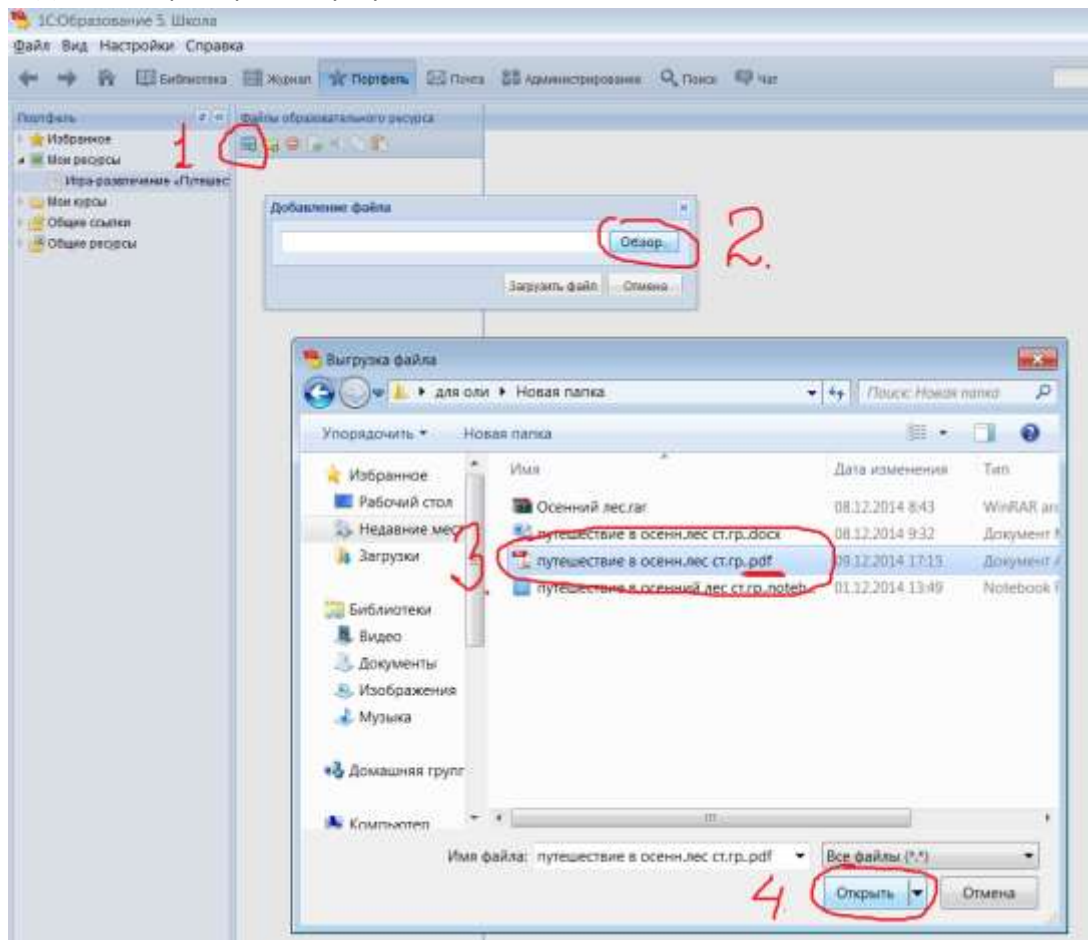 1С:Образование 5. Школа
Файл Вид Настройки Справка
Библиотека Журнал Портфель Почта Администрирование Поиск Чат
Портфель
Файлы образовательного ресурса
Избранное
1
Мои ресурсы
Игра-развлечение «Путешес
Мои курсы
Общие ссылки
Общие ресурсы
Добавление файла
Обзор...
2.
Загрузить файл Отмена
Выгрузка файла
для оли Новая папка
Поиск: Новая папка
Упорядочить Новая папка
Имя Дата изменения Тип
Избранное
Рабочий стол
Недавние мест
Загрузки
Библиотеки
Видео
Документы
Изображения
Музыка
Домашняя групп
Компьютер
Осенний лес.rar 08.12.2014 8:43 WinRAR arc
путешествие в осенн.лес ст.гр..docx 08.12.2014 9:32 Документ
3.
путешествие в осенн.лес ст.гр..pdf 09.12.2014 17:15 Документ
путешествие в осенний лес ст.гр..noteb... 01.12.2014 13:49 Notebook
Имя файла: путешествие в осенн.лес ст.гр..pdf Все файлы (*.*)
4
Открыть Отмена